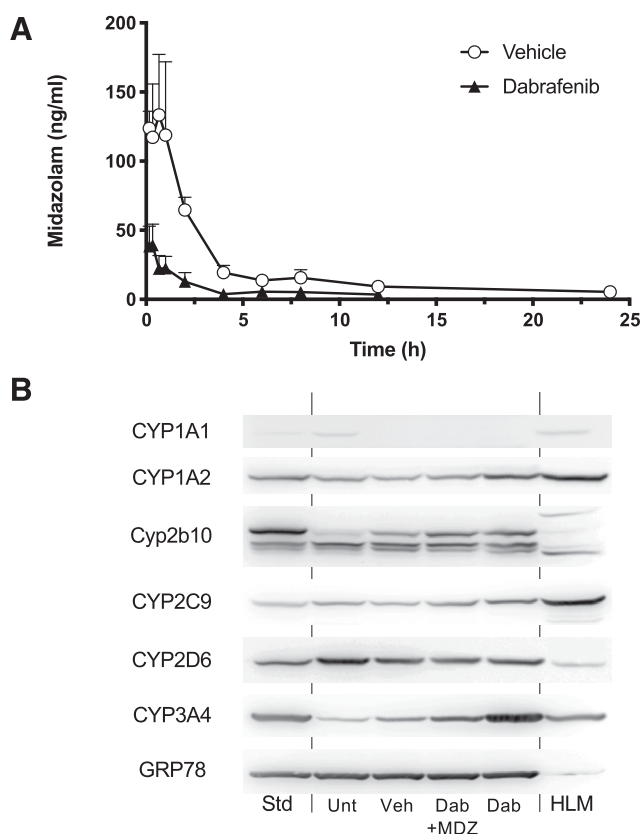 A
200
150
100
50
0
Midazolam (ng/ml)
Vehicle
Dabrafenib
0 5 10 15 20 25
Time (h)
B
CYP1A1
CYP1A2
Cyp2b10
CYP2C9
CYP2D6
CYP3A4
GRP78
Std Unt Veh Dab Dab HLM
+MDZ